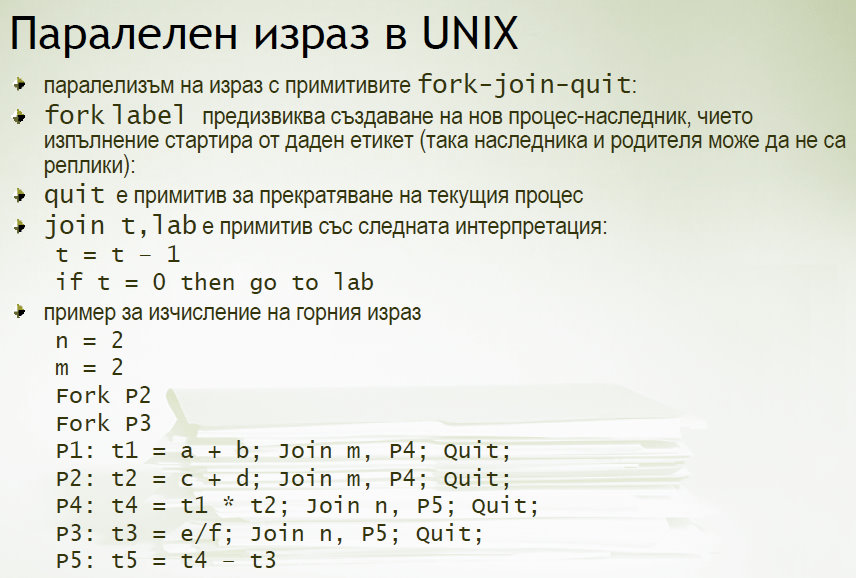 Паралелен израз в UNIX
паралелизъм на израз с примитивите fork-join-quit:
fork label предизвиква създаване на нов процес-наследник, чието
изпълнение стартира от даден етикет (така наследника и родителя може да не са
реплики):
quit е примитив за прекратяване на текущия процес
join t,lab е примитив със следната интерпретация:
t = t – 1
if t = 0 then go to lab
пример за изчисление на горния израз
n = 2
m = 2
Fork P2
Fork P3
P1: t1 = a + b; Join m, P4; Quit;
P2: t2 = c + d; Join m, P4; Quit;
P4: t4 = t1 * t2; Join n, P5; Quit;
P3: t3 = e/f; Join n, P5; Quit;
P5: t5 = t4 – t3